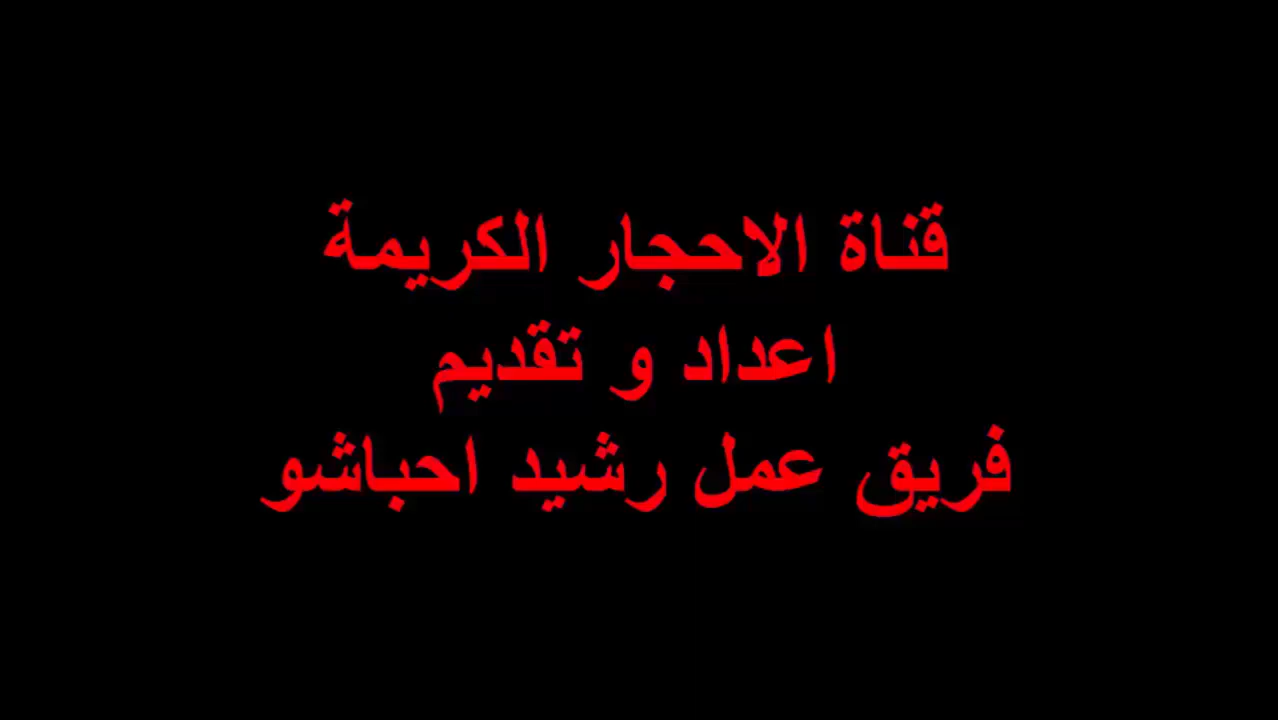 قناة الاحجار الكريمة
اعداد و تقديم
فريق عمل رشيد احباشو